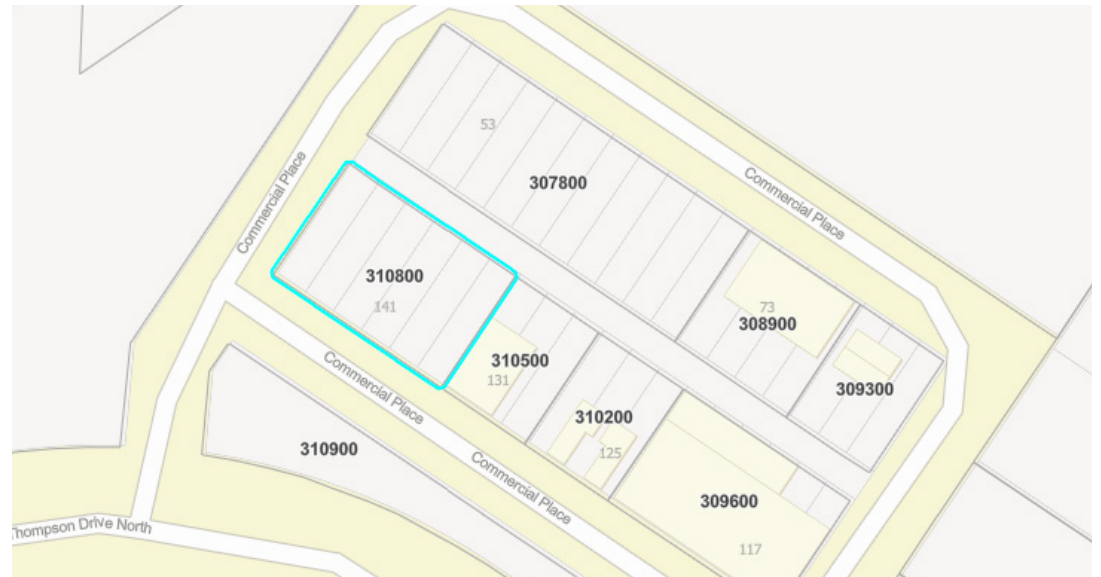 53
Commercial Place
307800
Commercial Place
310800
141
73
308900
Commercial Place
310500
131
309300
310200
125
310900
Commercial Place
309600
Thompson Drive North
117